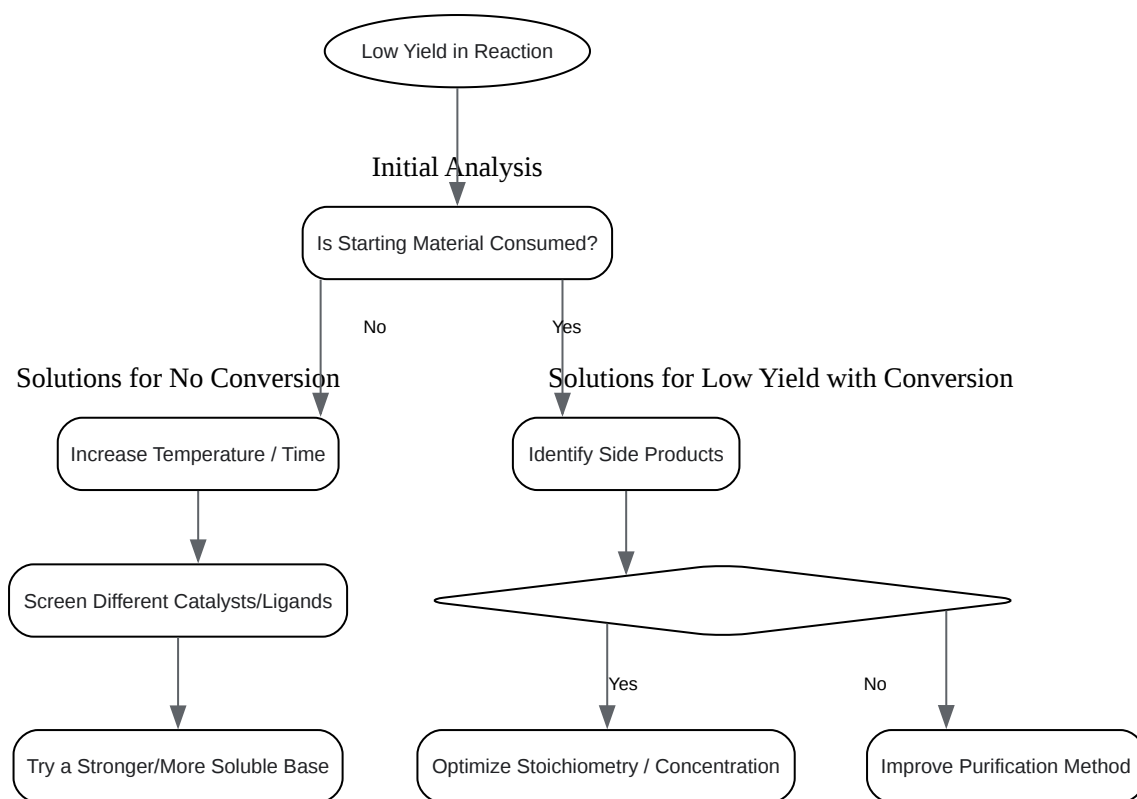 Low Yield in Reaction
Initial Analysis
Is Starting Material Consumed?
No
Yes
Solutions for No Conversion
Solutions for Low Yield with Conversion
Increase Temperature / Time
Identify Side Products
Screen Different Catalysts/Ligands
Yes
No
Try a Stronger/More Soluble Base
Optimize Stoichiometry / Concentration
Improve Purification Method